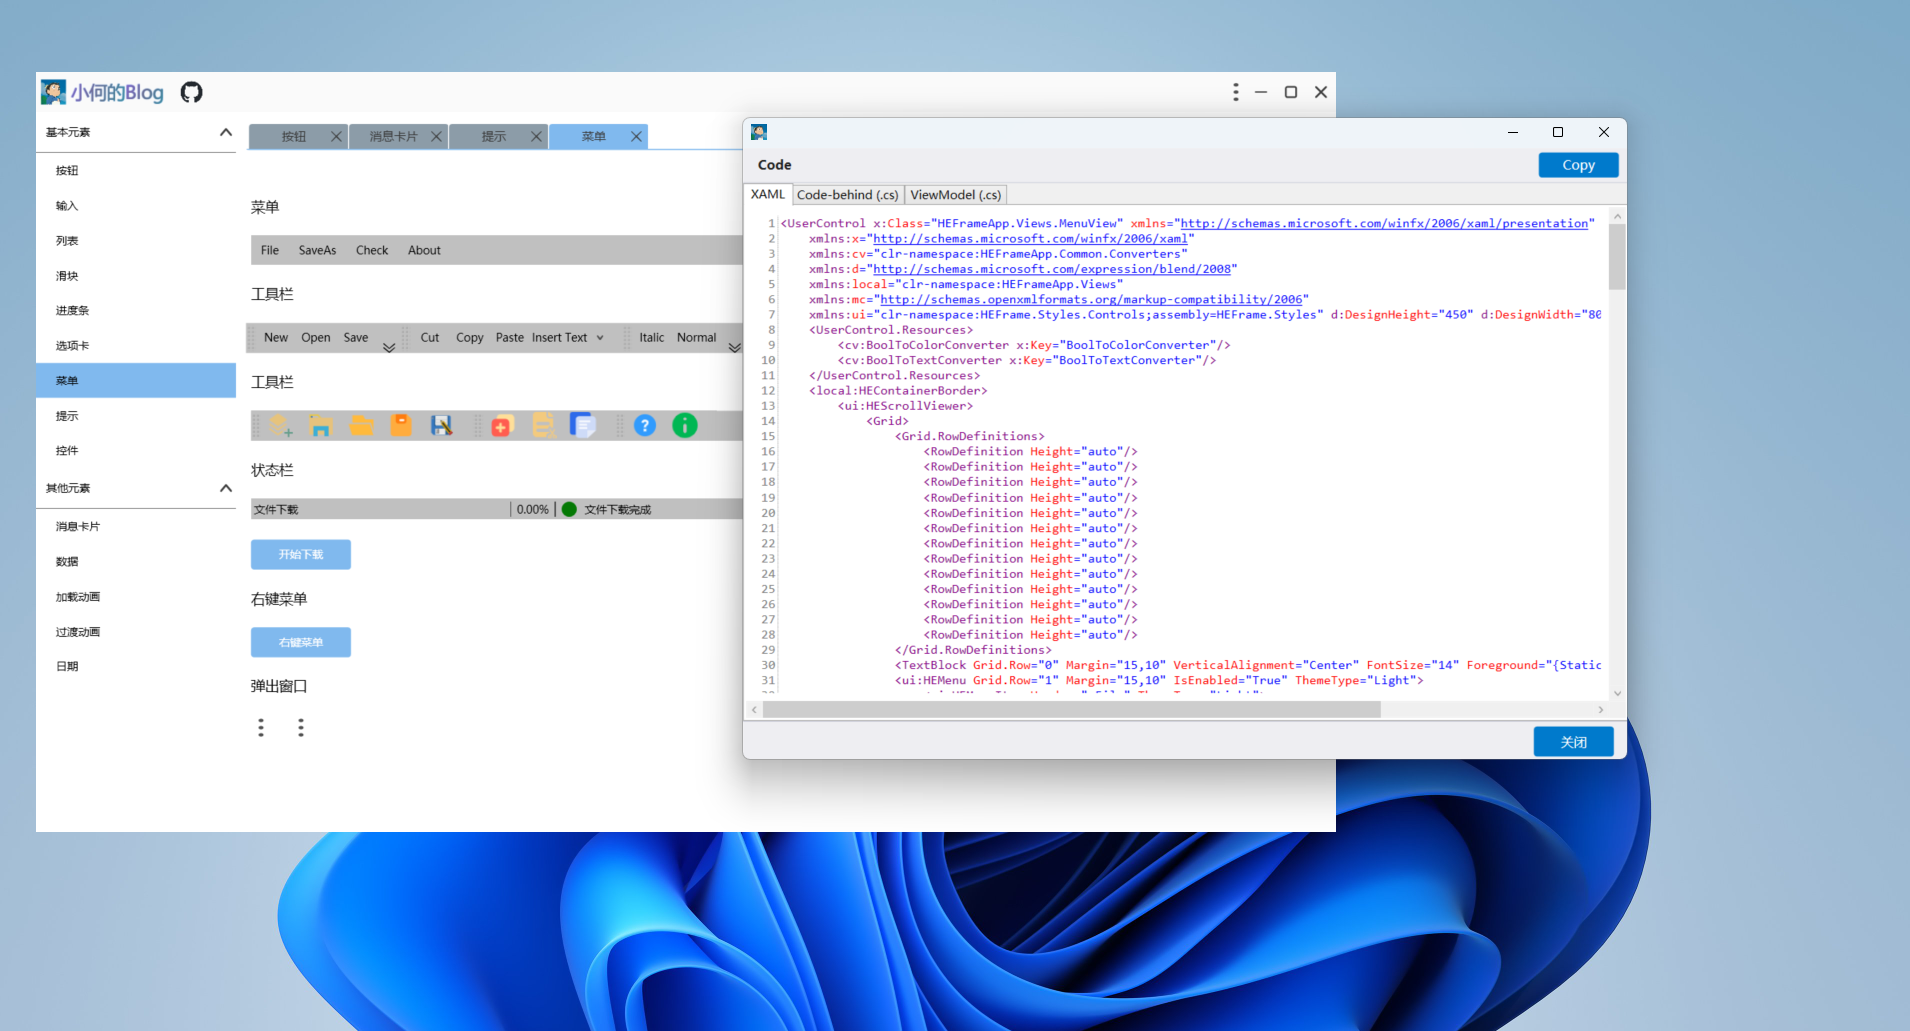 小何的Blog
基本元素
按钮
输入
列表
滑块
进度条
选项卡
菜单
提示
控件
其他元素
消息卡片
数据
加载动画
过渡动画
日期
按钮 消息卡片 提示 菜单
菜单
File SaveAs Check About
工具栏
New Open Save Cut Copy Paste Insert Text Italic Normal
工具栏
状态栏
文件下载 0.00% 文件下载完成
开始下载
右键菜单
右键菜单
弹出窗口
Code
Copy
XAML Code-behind (.cs) ViewModel (.cs)
1 <UserControl x:Class="HEFrameApp.Views.MenuView" xmlns="http://schemas.microsoft.com/winfx/2006/xaml/presentation"
2 xmlns:x="http://schemas.microsoft.com/winfx/2006/xaml"
3 xmlns:cv="clr-namespace:HEFrameApp.Common.Converters"
4 xmlns:d="http://schemas.microsoft.com/expression/blend/2008"
5 xmlns:local="clr-namespace:HEFrameApp.Views"
6 xmlns:mc="http://schemas.openxmlformats.org/markup-compatibility/2006"
7 xmlns:ui="clr-namespace:HEFrame.Styles.Controls;assembly=HEFrame.Styles" d:DesignHeight="450" d:DesignWidth="80
8 <UserControl.Resources>
9 <cv:BoolToColorConverter x:Key="BoolToColorConverter"/>
10 <cv:BoolToTextConverter x:Key="BoolToTextConverter"/>
11 </UserControl.Resources>
12 <local:HEContainerBorder>
13 <ui:HEScrollViewer>
14 <Grid>
15 <Grid.RowDefinitions>
16 <RowDefinition Height="auto"/>
17 <RowDefinition Height="auto"/>
18 <RowDefinition Height="auto"/>
19 <RowDefinition Height="auto"/>
20 <RowDefinition Height="auto"/>
21 <RowDefinition Height="auto"/>
22 <RowDefinition Height="auto"/>
23 <RowDefinition Height="auto"/>
24 <RowDefinition Height="auto"/>
25 <RowDefinition Height="auto"/>
26 <RowDefinition Height="auto"/>
27 <RowDefinition Height="auto"/>
28 <RowDefinition Height="auto"/>
29 </Grid.RowDefinitions>
30 <TextBlock Grid.Row="0" Margin="15,10" VerticalAlignment="Center" FontSize="14" Foreground="{Static
31 <ui:HEMenu Grid.Row="1" Margin="15,10" IsEnabled="True" ThemeType="Light">
关闭